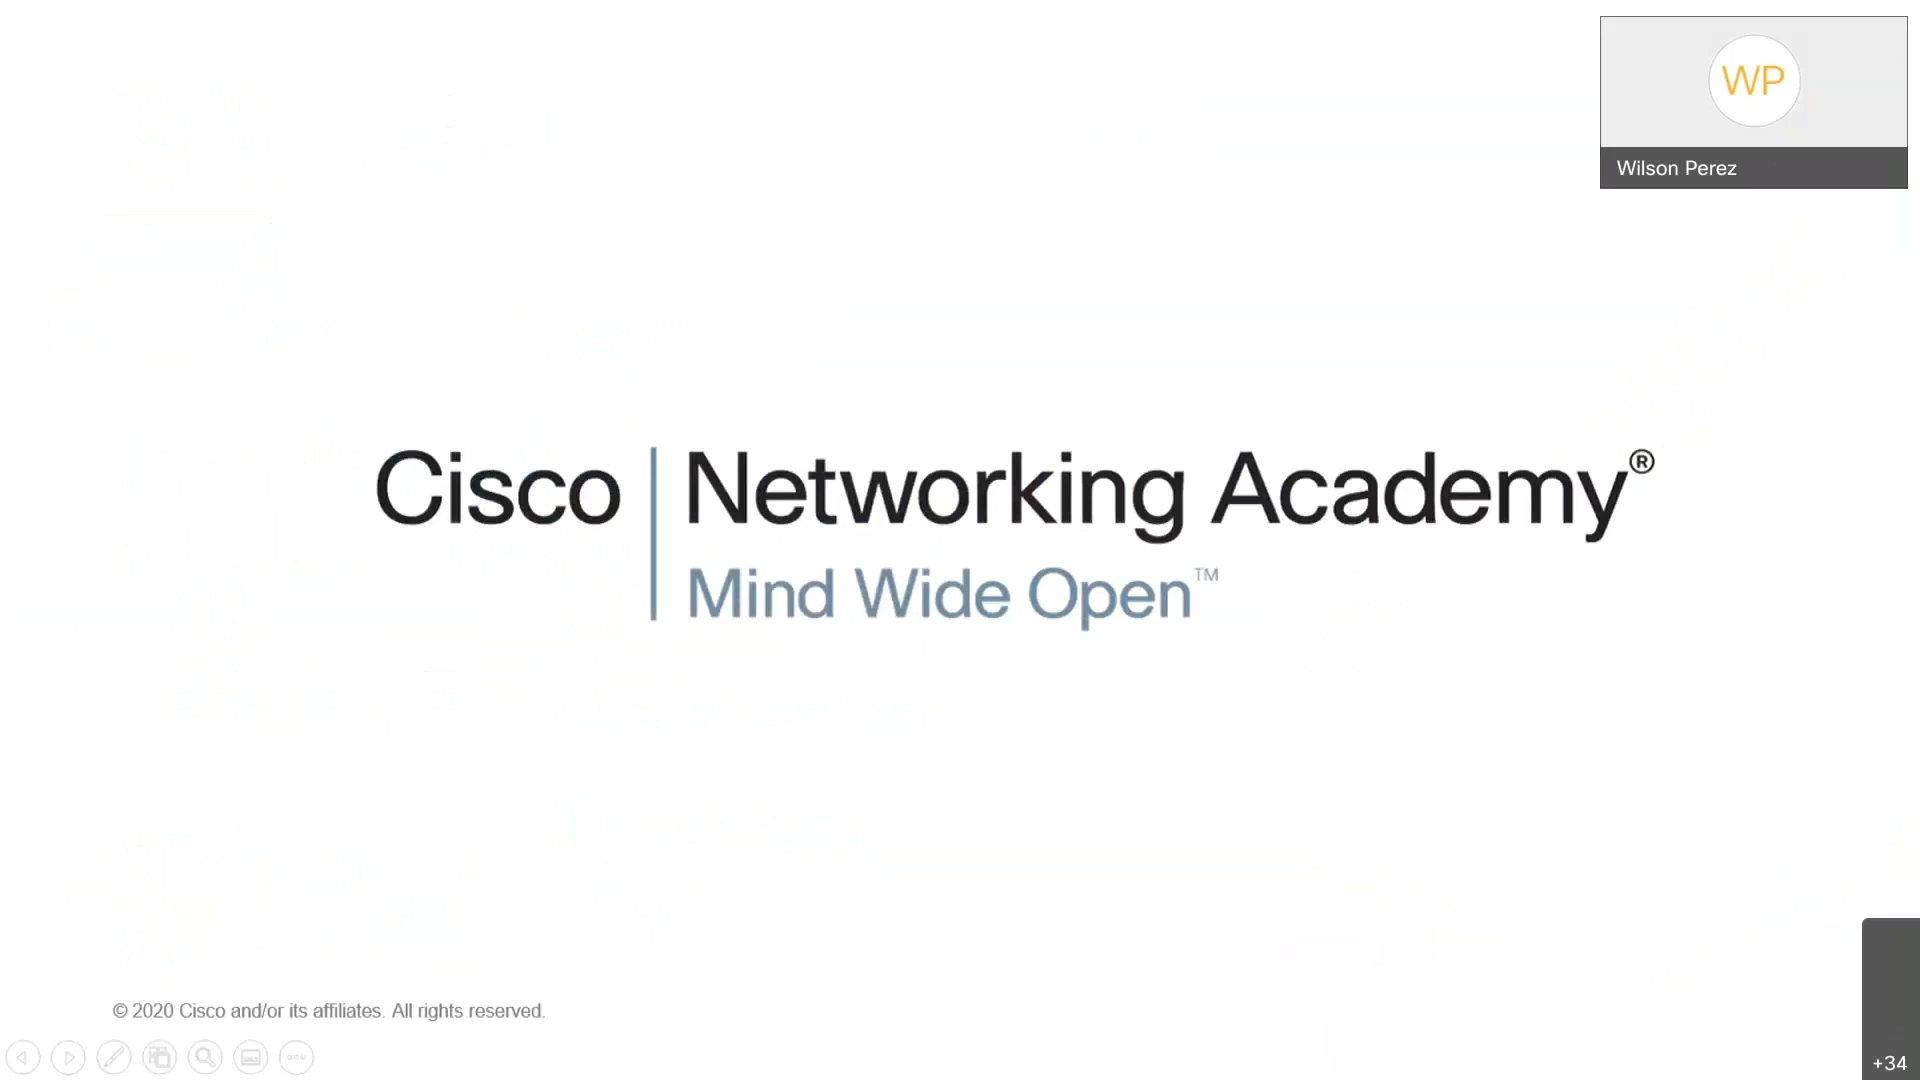 WP
Wilson Perez
Cisco Networking Academy®
Mind Wide Open™
© 2020 Cisco and/or its affiliates. All rights reserved.
+34